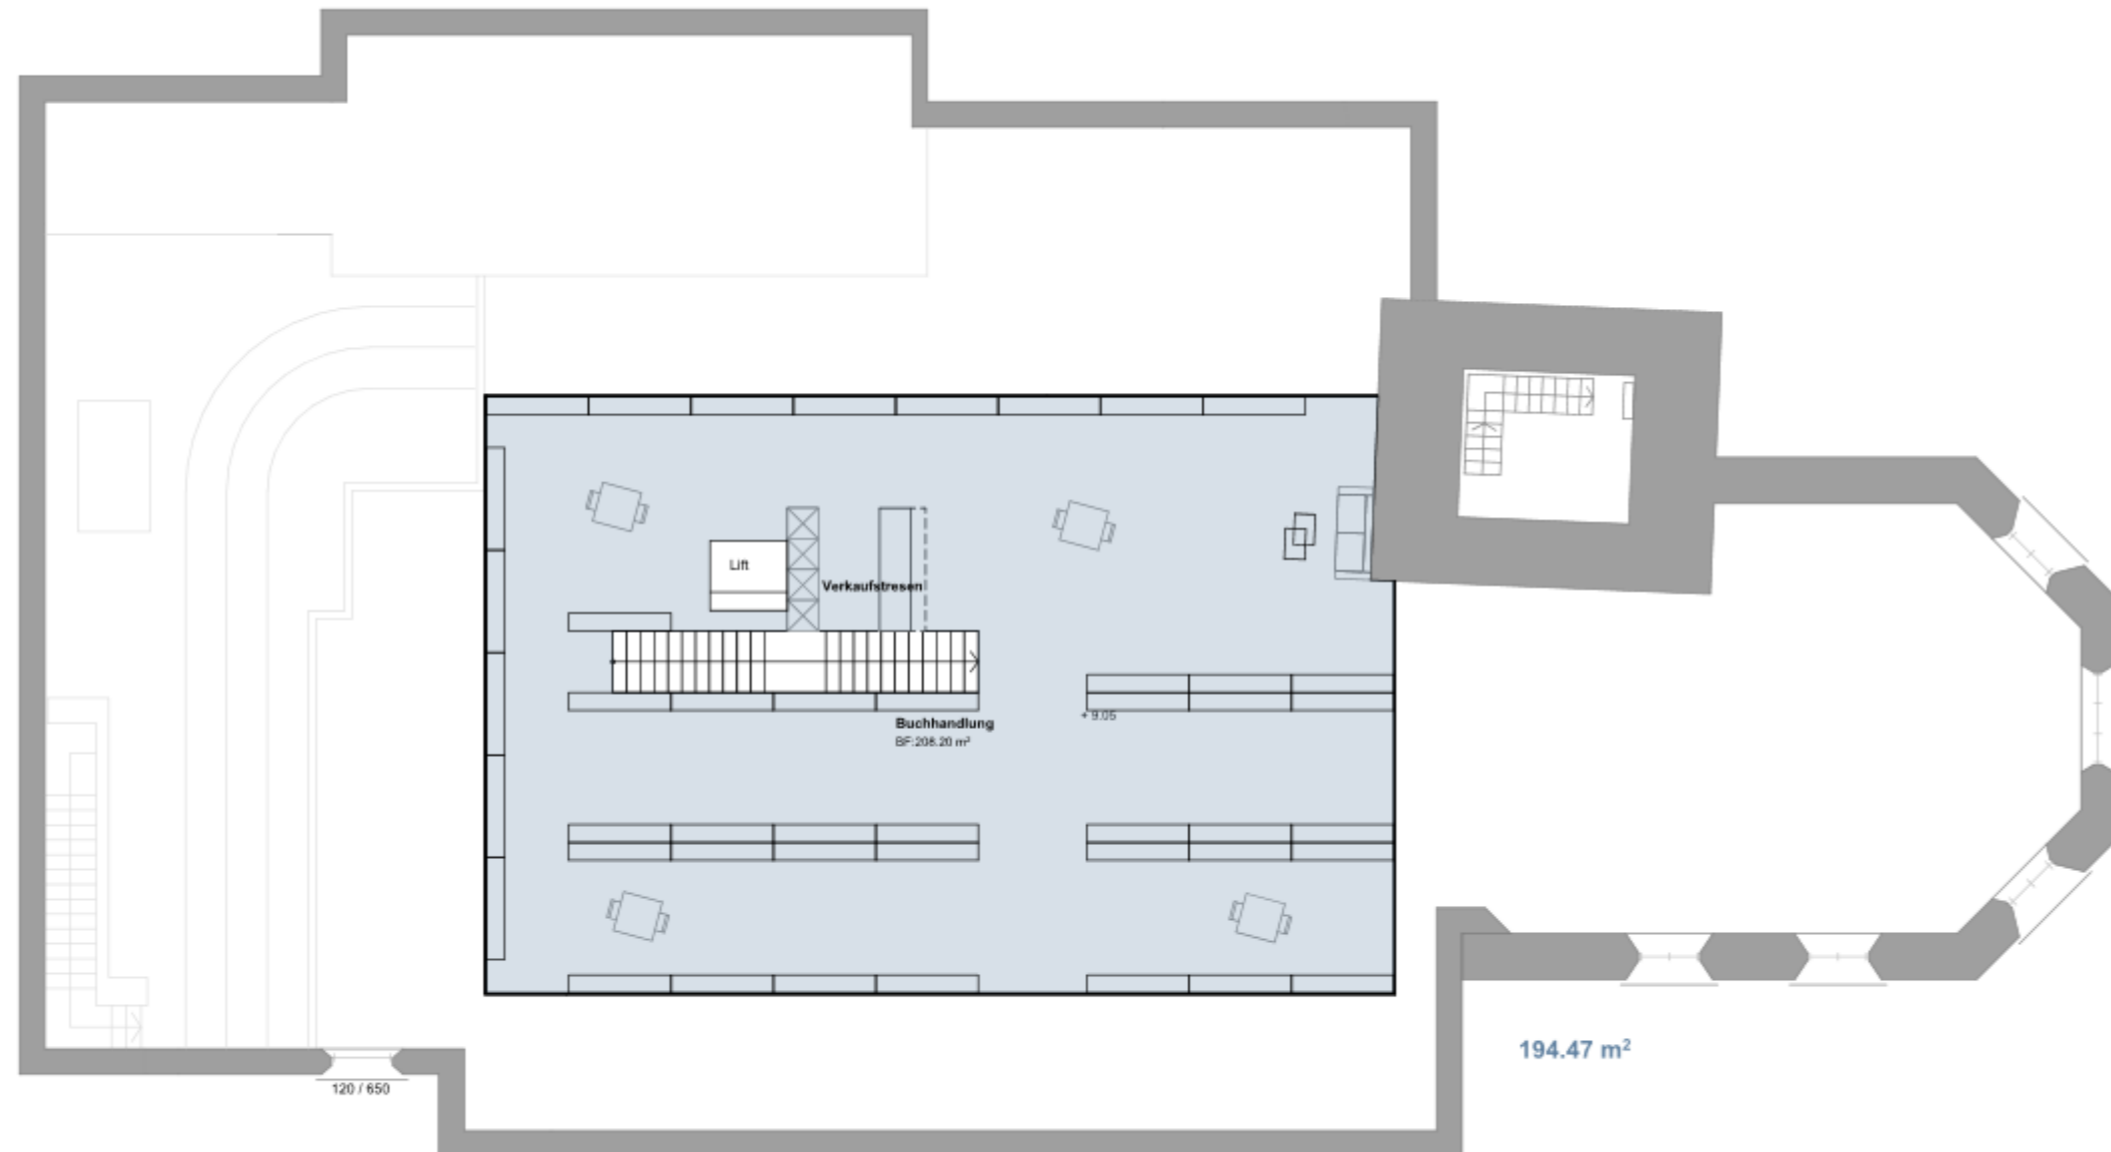 Lift
Verkaufstresen
+ 9.05
Buchhandlung
BF:208.20 m²
194.47 m²
120 / 650